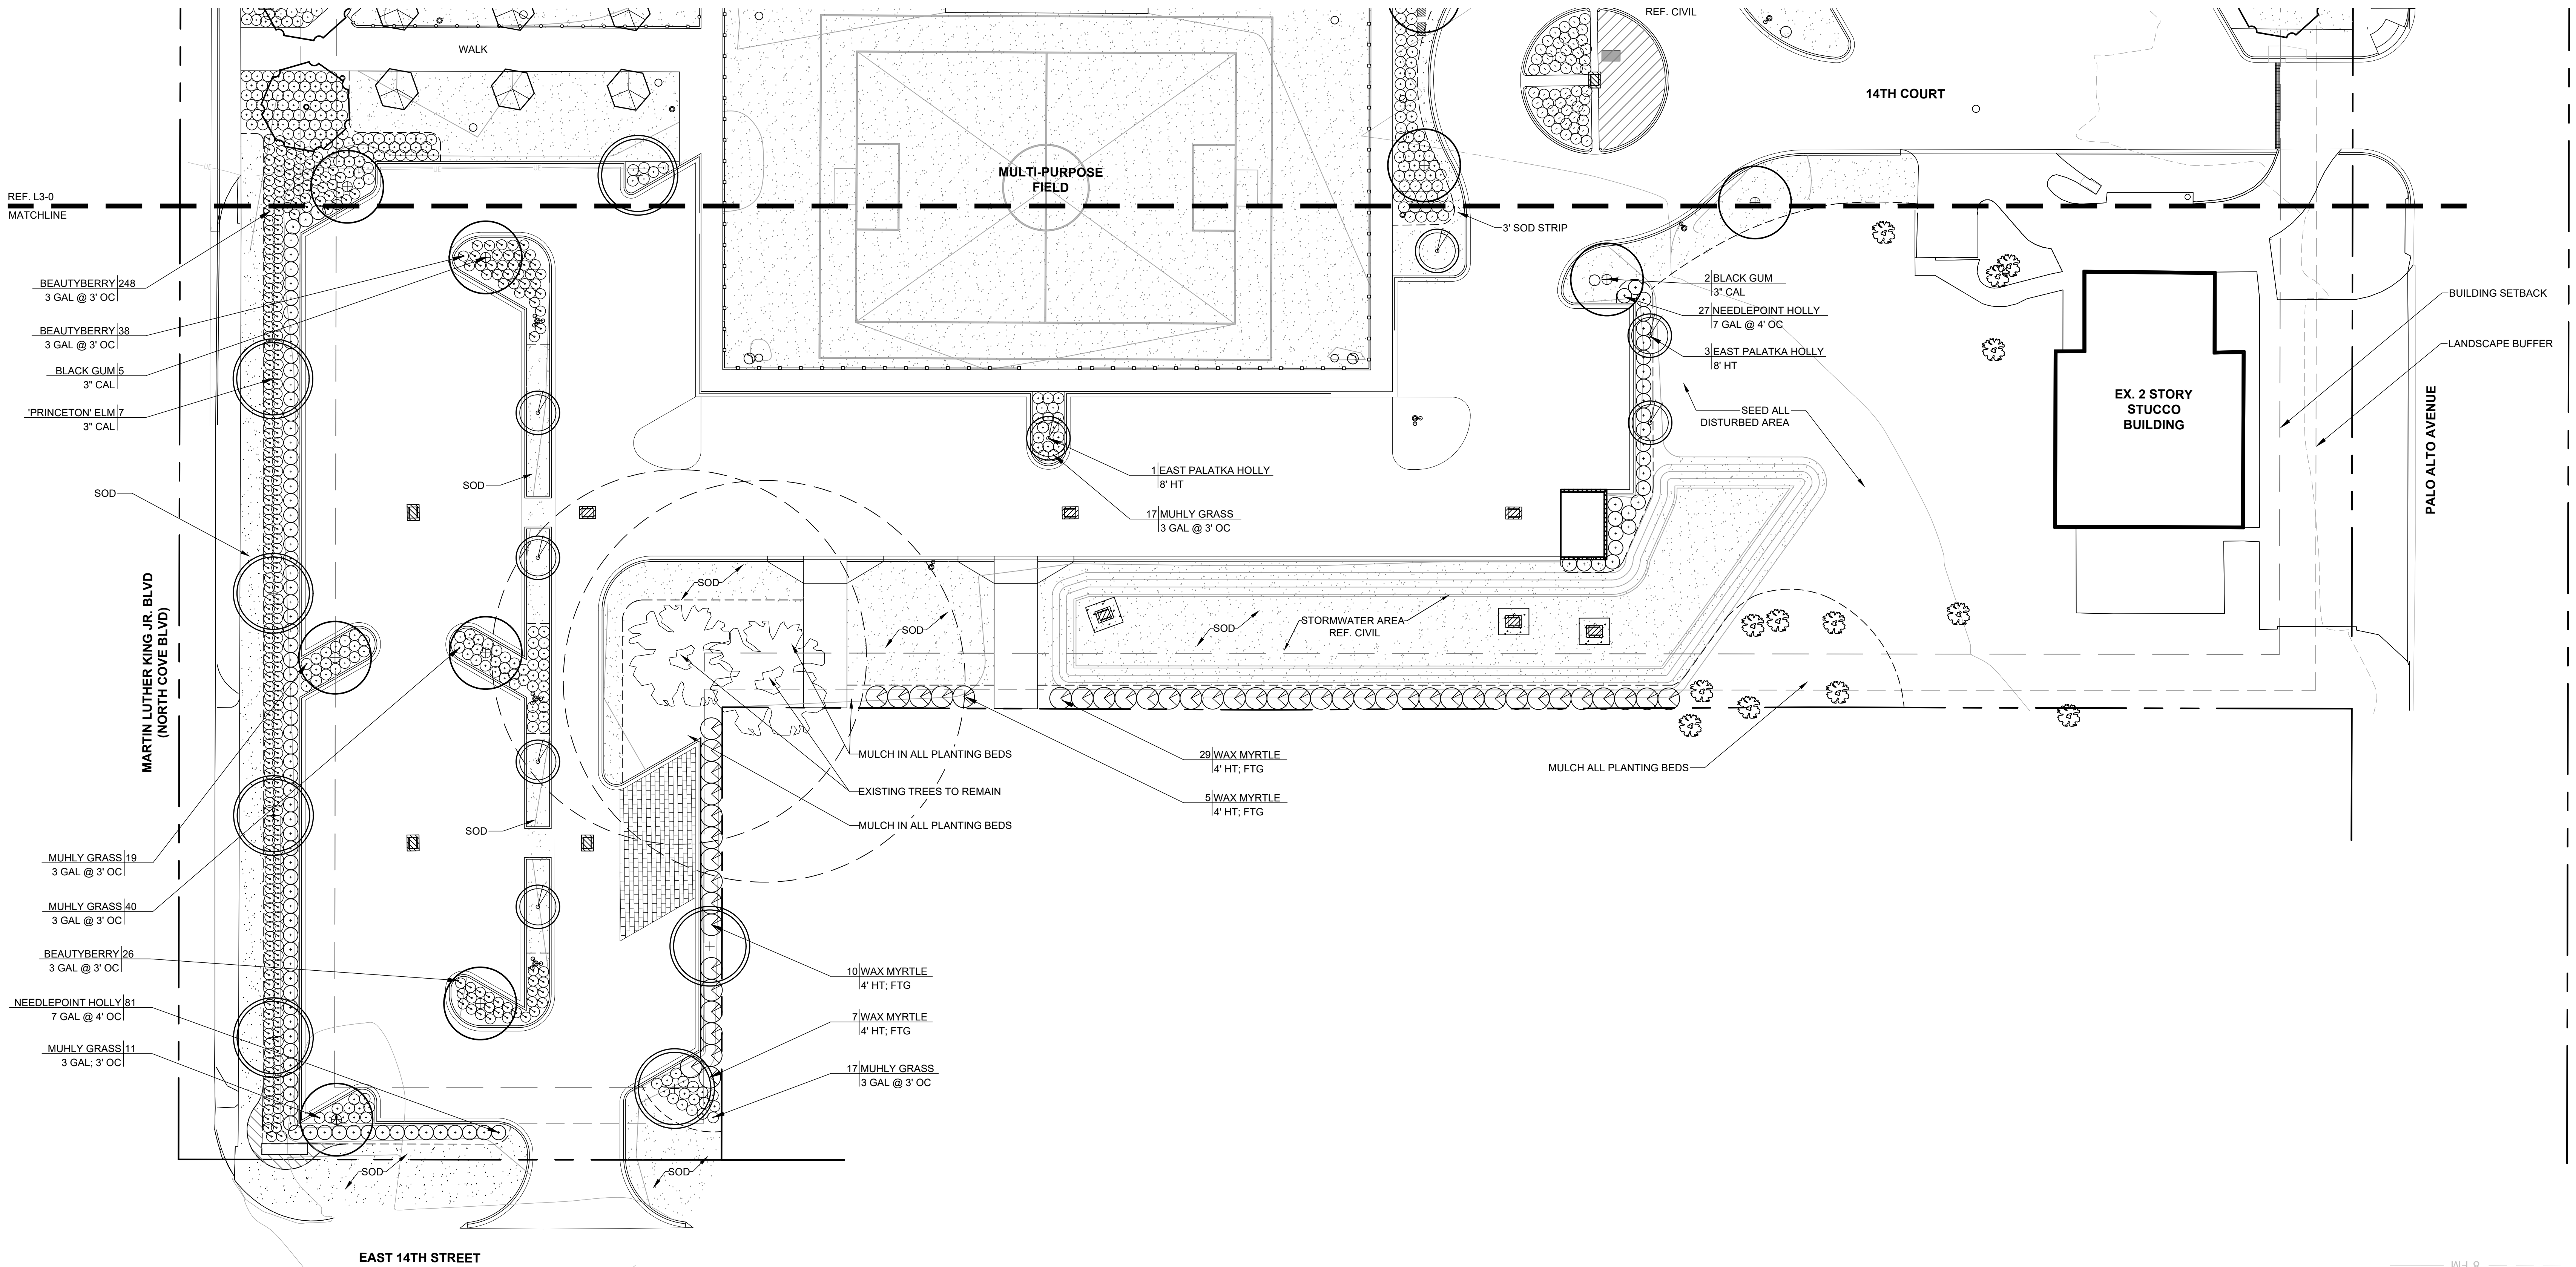 REF. CIVIL
WALK
14TH COURT
MULTI-PURPOSE
FIELD
REF. L3-0
MATCHLINE
3' SOD STRIP
BEAUTYBERRY 248
3 GAL @ 3' OC
BEAUTYBERRY 38
3 GAL @ 3' OC
BLACK GUM 5
3" CAL
'PRINCETON' ELM 7
3" CAL
SOD
SOD
2 BLACK GUM
3" CAL
27 NEEDLEPOINT HOLLY
7 GAL @ 4' OC
3 EAST PALATKA HOLLY
8' HT
SEED ALL
DISTURBED AREA
EX. 2 STORY
STUCCO
BUILDING
BUILDING SETBACK
LANDSCAPE BUFFER
PALO ALTO AVENUE
1 EAST PALATKA HOLLY
8' HT
17 MUHLY GRASS
3 GAL @ 3' OC
MARTIN LUTHER KING JR. BLVD
(NORTH COVE BLVD)
SOD
SOD
SOD
STORMWATER AREA
REF. CIVIL
MULCH IN ALL PLANTING BEDS
EXISTING TREES TO REMAIN
MULCH IN ALL PLANTING BEDS
29 WAX MYRTLE
4' HT; FTG
5 WAX MYRTLE
4' HT; FTG
MULCH ALL PLANTING BEDS
SOD
MUHLY GRASS 19
3 GAL @ 3' OC
MUHLY GRASS 40
3 GAL @ 3' OC
BEAUTYBERRY 26
3 GAL @ 3' OC
NEEDLEPOINT HOLLY 81
7 GAL @ 4' OC
MUHLY GRASS 11
3 GAL; 3' OC
10 WAX MYRTLE
4' HT; FTG
7 WAX MYRTLE
4' HT; FTG
17 MUHLY GRASS
3 GAL @ 3' OC
SOD
SOD
EAST 14TH STREET